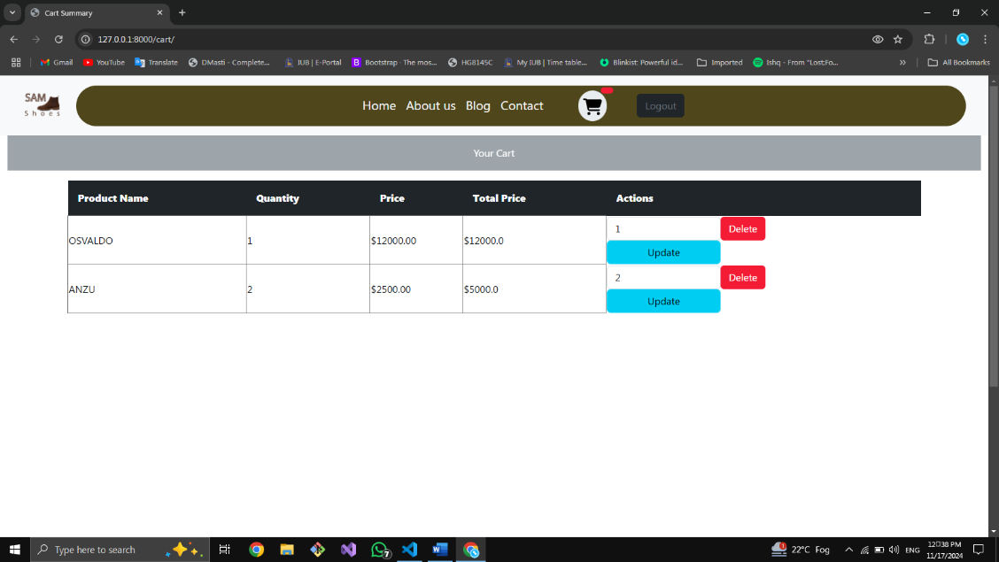 Cart Summary
127.0.0.1:8000/cart/
Gmail YouTube Translate DMasti - Complete... IUB | E-Portal B Bootstrap · The mos... HG8145C My IUB | Time table... Blinkist: Powerful id... Imported Ishq - From "Lost;Fo... » All Bookmarks
SAM
Shoes
Home About us Blog Contact Logout
Your Cart
Product Name Quantity Price Total Price Actions
OSVALDO 1 $12000.00 $12000.0 1 Delete
Update
ANZU 2 $2500.00 $5000.0 2 Delete
Update
Type here to search 7 W 1 22°C Fog ENG 12:38 PM
11/17/2024